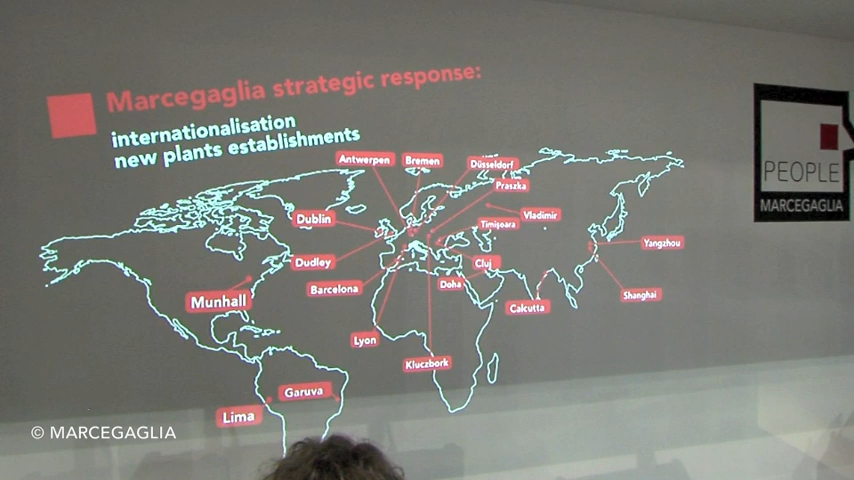 Marcegaglia strategic response:
internationalisation
new plants establishments
Antwerpen
Bremen
Düsseldorf
Praszka
Dublin
Vladimir
Timişoara
Yangzhou
Dudley
Cluj
Barcelona
Doha
Munhall
Calcutta
Shanghai
Lyon
Kluczbork
Garuva
Lima
PEOPLE
MARCEGAGLIA
© MARCEGAGLIA